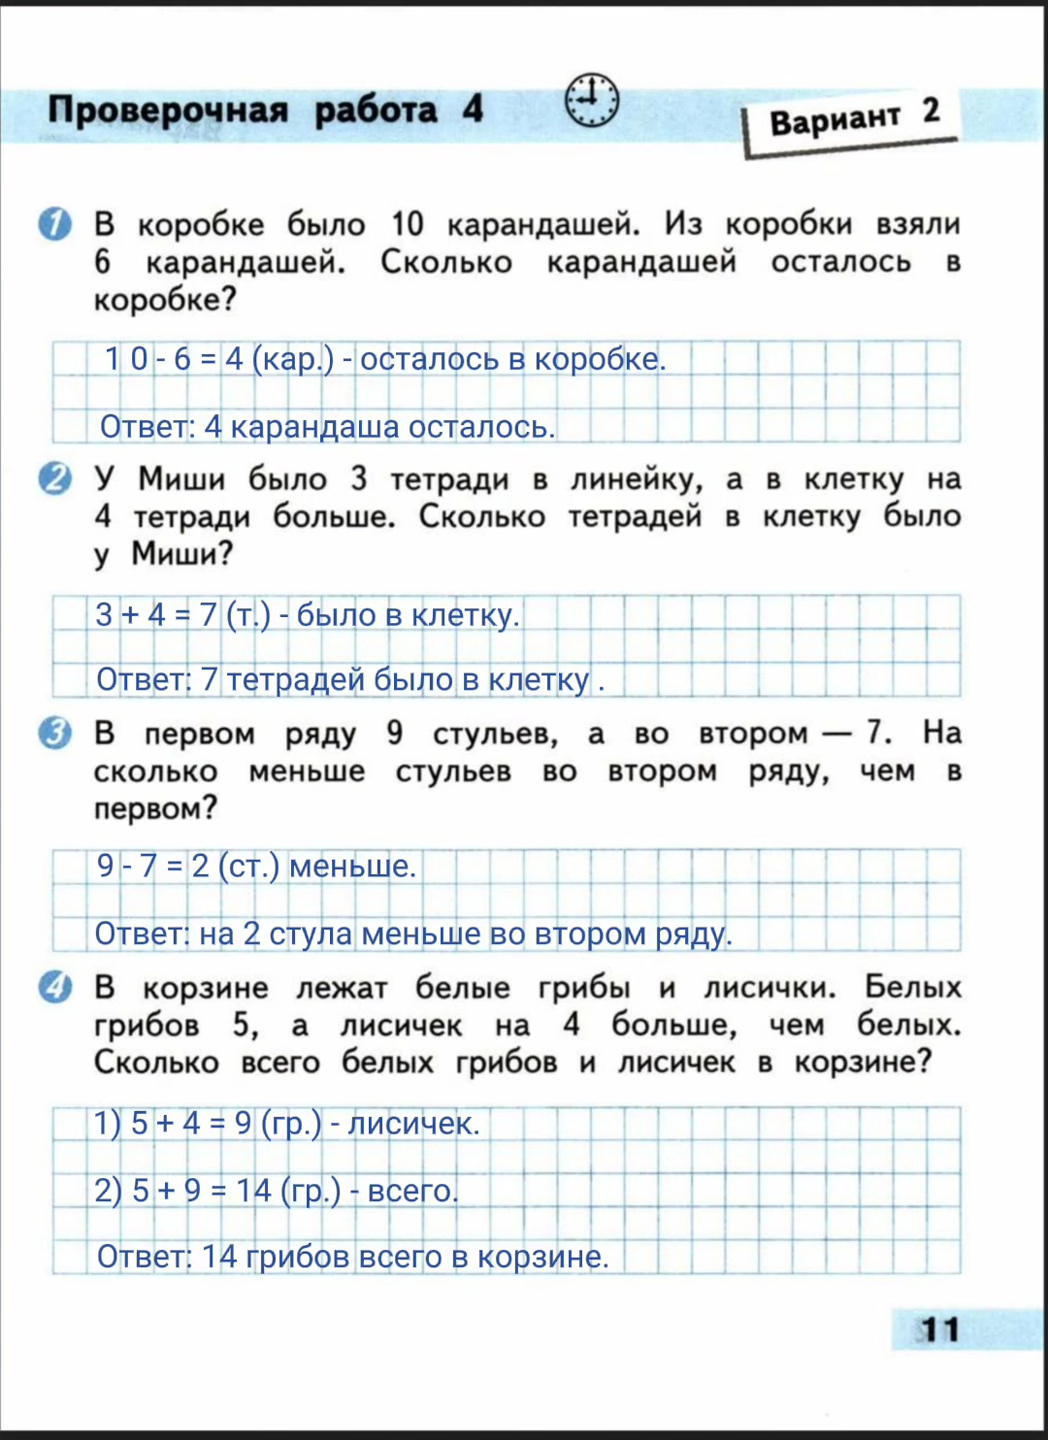 Проверочная работа 4
Вариант 2
1 В коробке было 10 карандашей. Из коробки взяли
6 карандашей. Сколько карандашей осталось в
коробке?
1 0 - 6 = 4 (кар.) - осталось в коробке.
Ответ: 4 карандаша осталось.
2 У Миши было 3 тетради в линейку, а в клетку на
4 тетради больше. Сколько тетрадей в клетку было
у Миши?
3 + 4 = 7 (т.) - было в клетку.
Ответ: 7 тетрадей было в клетку .
3 В первом ряду 9 стульев, а во втором — 7. На
сколько меньше стульев во втором ряду, чем в
первом?
9 - 7 = 2 (ст.) меньше.
Ответ: на 2 стула меньше во втором ряду.
4 В корзине лежат белые грибы и лисички. Белых
грибов 5, а лисичек на 4 больше, чем белых.
Сколько всего белых грибов и лисичек в корзине?
1) 5 + 4 = 9 (гр.) - лисичек.
2) 5 + 9 = 14 (гр.) - всего.
Ответ: 14 грибов всего в корзине.
11